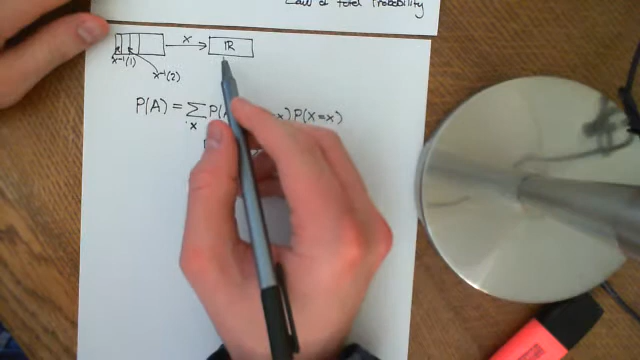 Law of Total Probability
X
ℝ
X⁻¹(1)
X⁻¹(2)
P(A) = ∑ₓ P( =x) P(X=x)